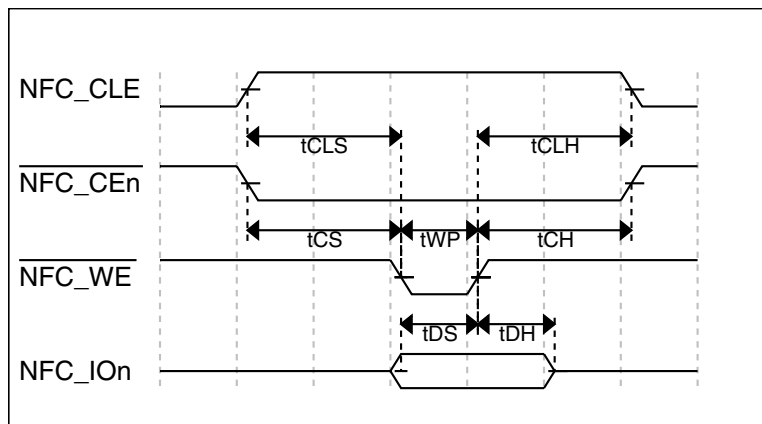 NFC_CLE
tCLS
tCLH
NFC_CEn
tCS
tWP
tCH
NFC_WE
tDS
tDH
NFC_IOn